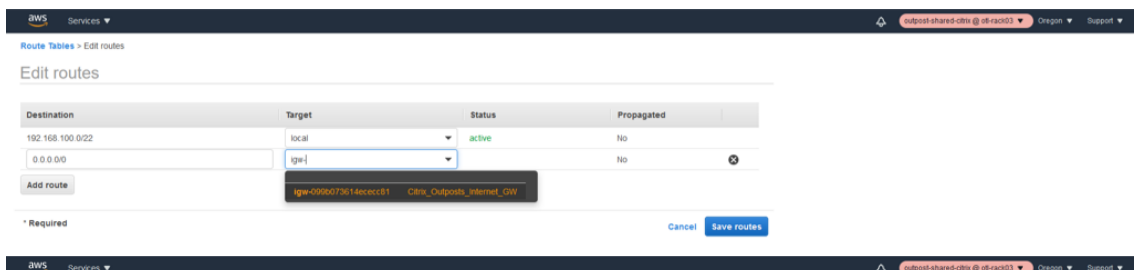 aws Services ▼ outpost-shared-citrix @ otl-rack03 ▼ Oregon ▼ Support ▼
Route Tables > Edit routes
Edit routes
Destination Target Status Propagated
192.168.100.0/22 local active No
0.0.0.0/0 igw- No
Add route
igw-099b073614ececc81 Citrix_Outposts_Internet_GW
* Required Cancel Save routes
aws Services ▼ outpost-shared-citrix @ otl-rack03 ▼ Oregon ▼ Support ▼